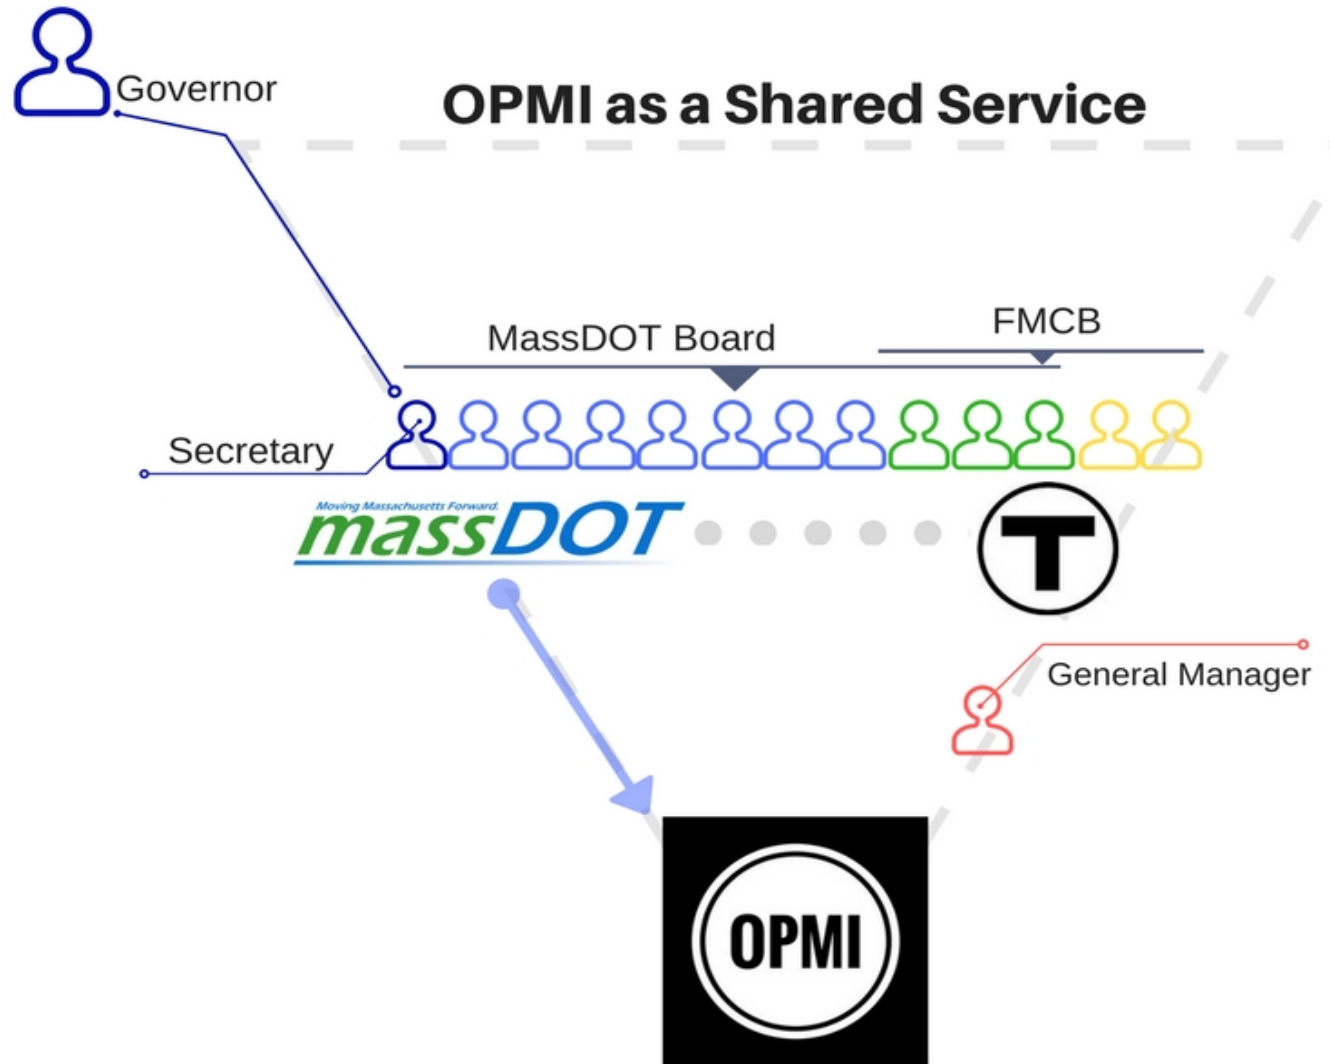 Governor
OPMI as a Shared Service
MassDOT Board
FMCB
Secretary
Moving Massachusetts Forward.
massDOT
T
General Manager
OPMI